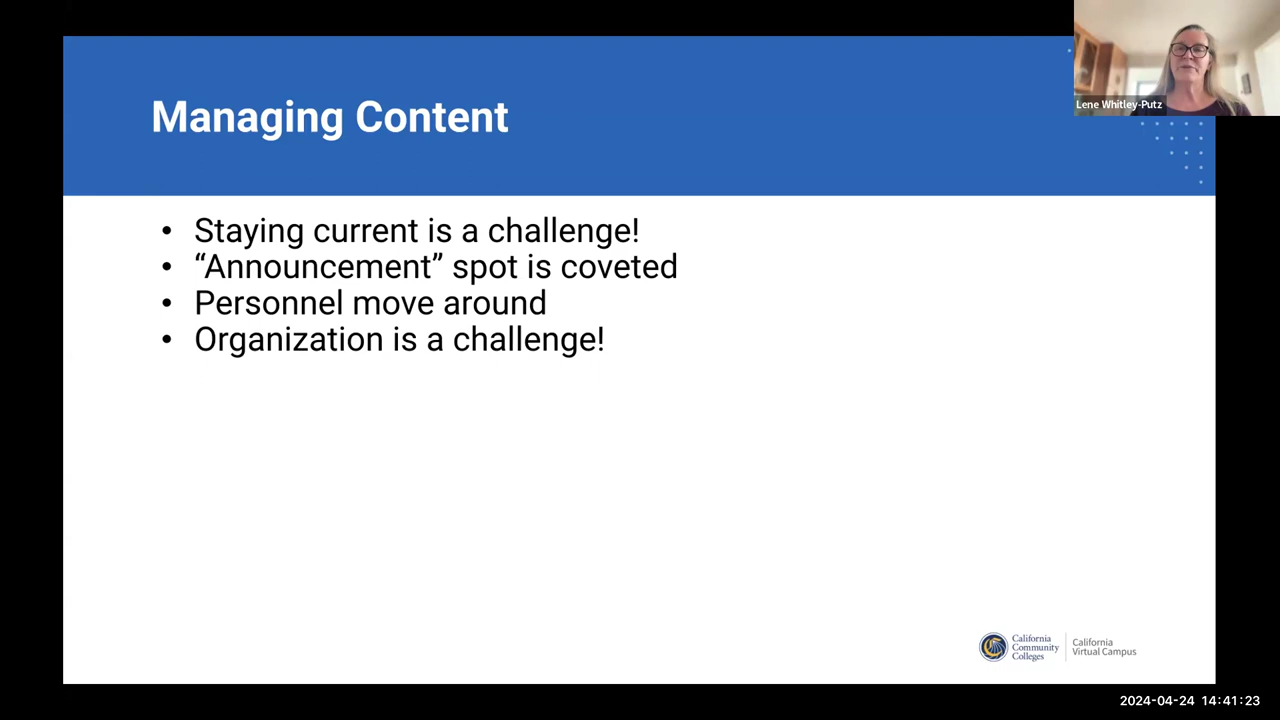 Lene Whitley-Putz
Managing Content
• Staying current is a challenge!
• “Announcement” spot is coveted
• Personnel move around
• Organization is a challenge!
California
Community
Colleges
California
Virtual Campus
2024-04-24 14:41:23